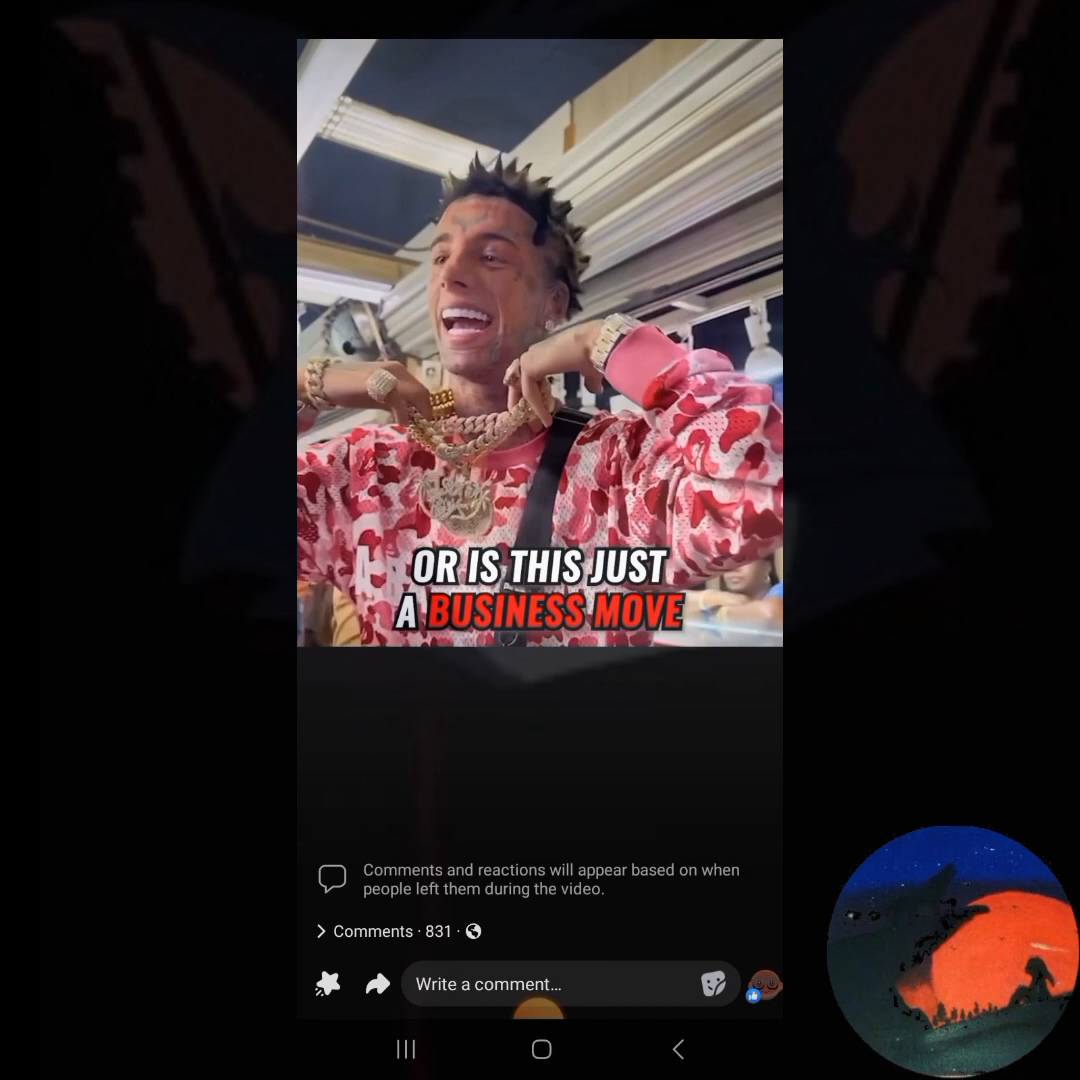 OR IS THIS JUST
A BUSINESS MOVE
Comments and reactions will appear based on when
people left them during the video.
Comments · 831 ·
Write a comment...